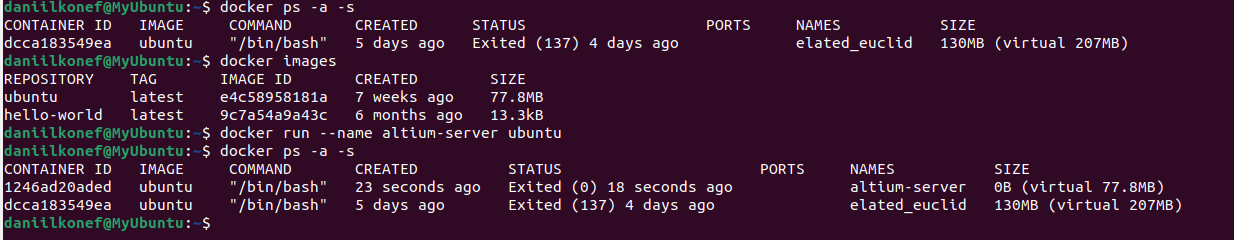 daniilkonef@MyUbuntu:~$ docker ps -a -s
CONTAINER ID   IMAGE     COMMAND       CREATED      STATUS                    PORTS     NAMES           SIZE
dcca183549ea   ubuntu    "/bin/bash"   5 days ago   Exited (137) 4 days ago             elated_euclid   130MB (virtual 207MB)
daniilkonef@MyUbuntu:~$ docker images
REPOSITORY    TAG       IMAGE ID       CREATED        SIZE
ubuntu        latest    e4c58958181a   7 weeks ago    77.8MB
hello-world   latest    9c7a54a9a43c   6 months ago   13.3kB
daniilkonef@MyUbuntu:~$ docker run --name altium-server ubuntu
daniilkonef@MyUbuntu:~$ docker ps -a -s
CONTAINER ID   IMAGE     COMMAND       CREATED          STATUS                      PORTS     NAMES           SIZE
1246ad20aded   ubuntu    "/bin/bash"   23 seconds ago   Exited (0) 18 seconds ago             altium-server   0B (virtual 77.8MB)
dcca183549ea   ubuntu    "/bin/bash"   5 days ago       Exited (137) 4 days ago               elated_euclid   130MB (virtual 207MB)
daniilkonef@MyUbuntu:~$